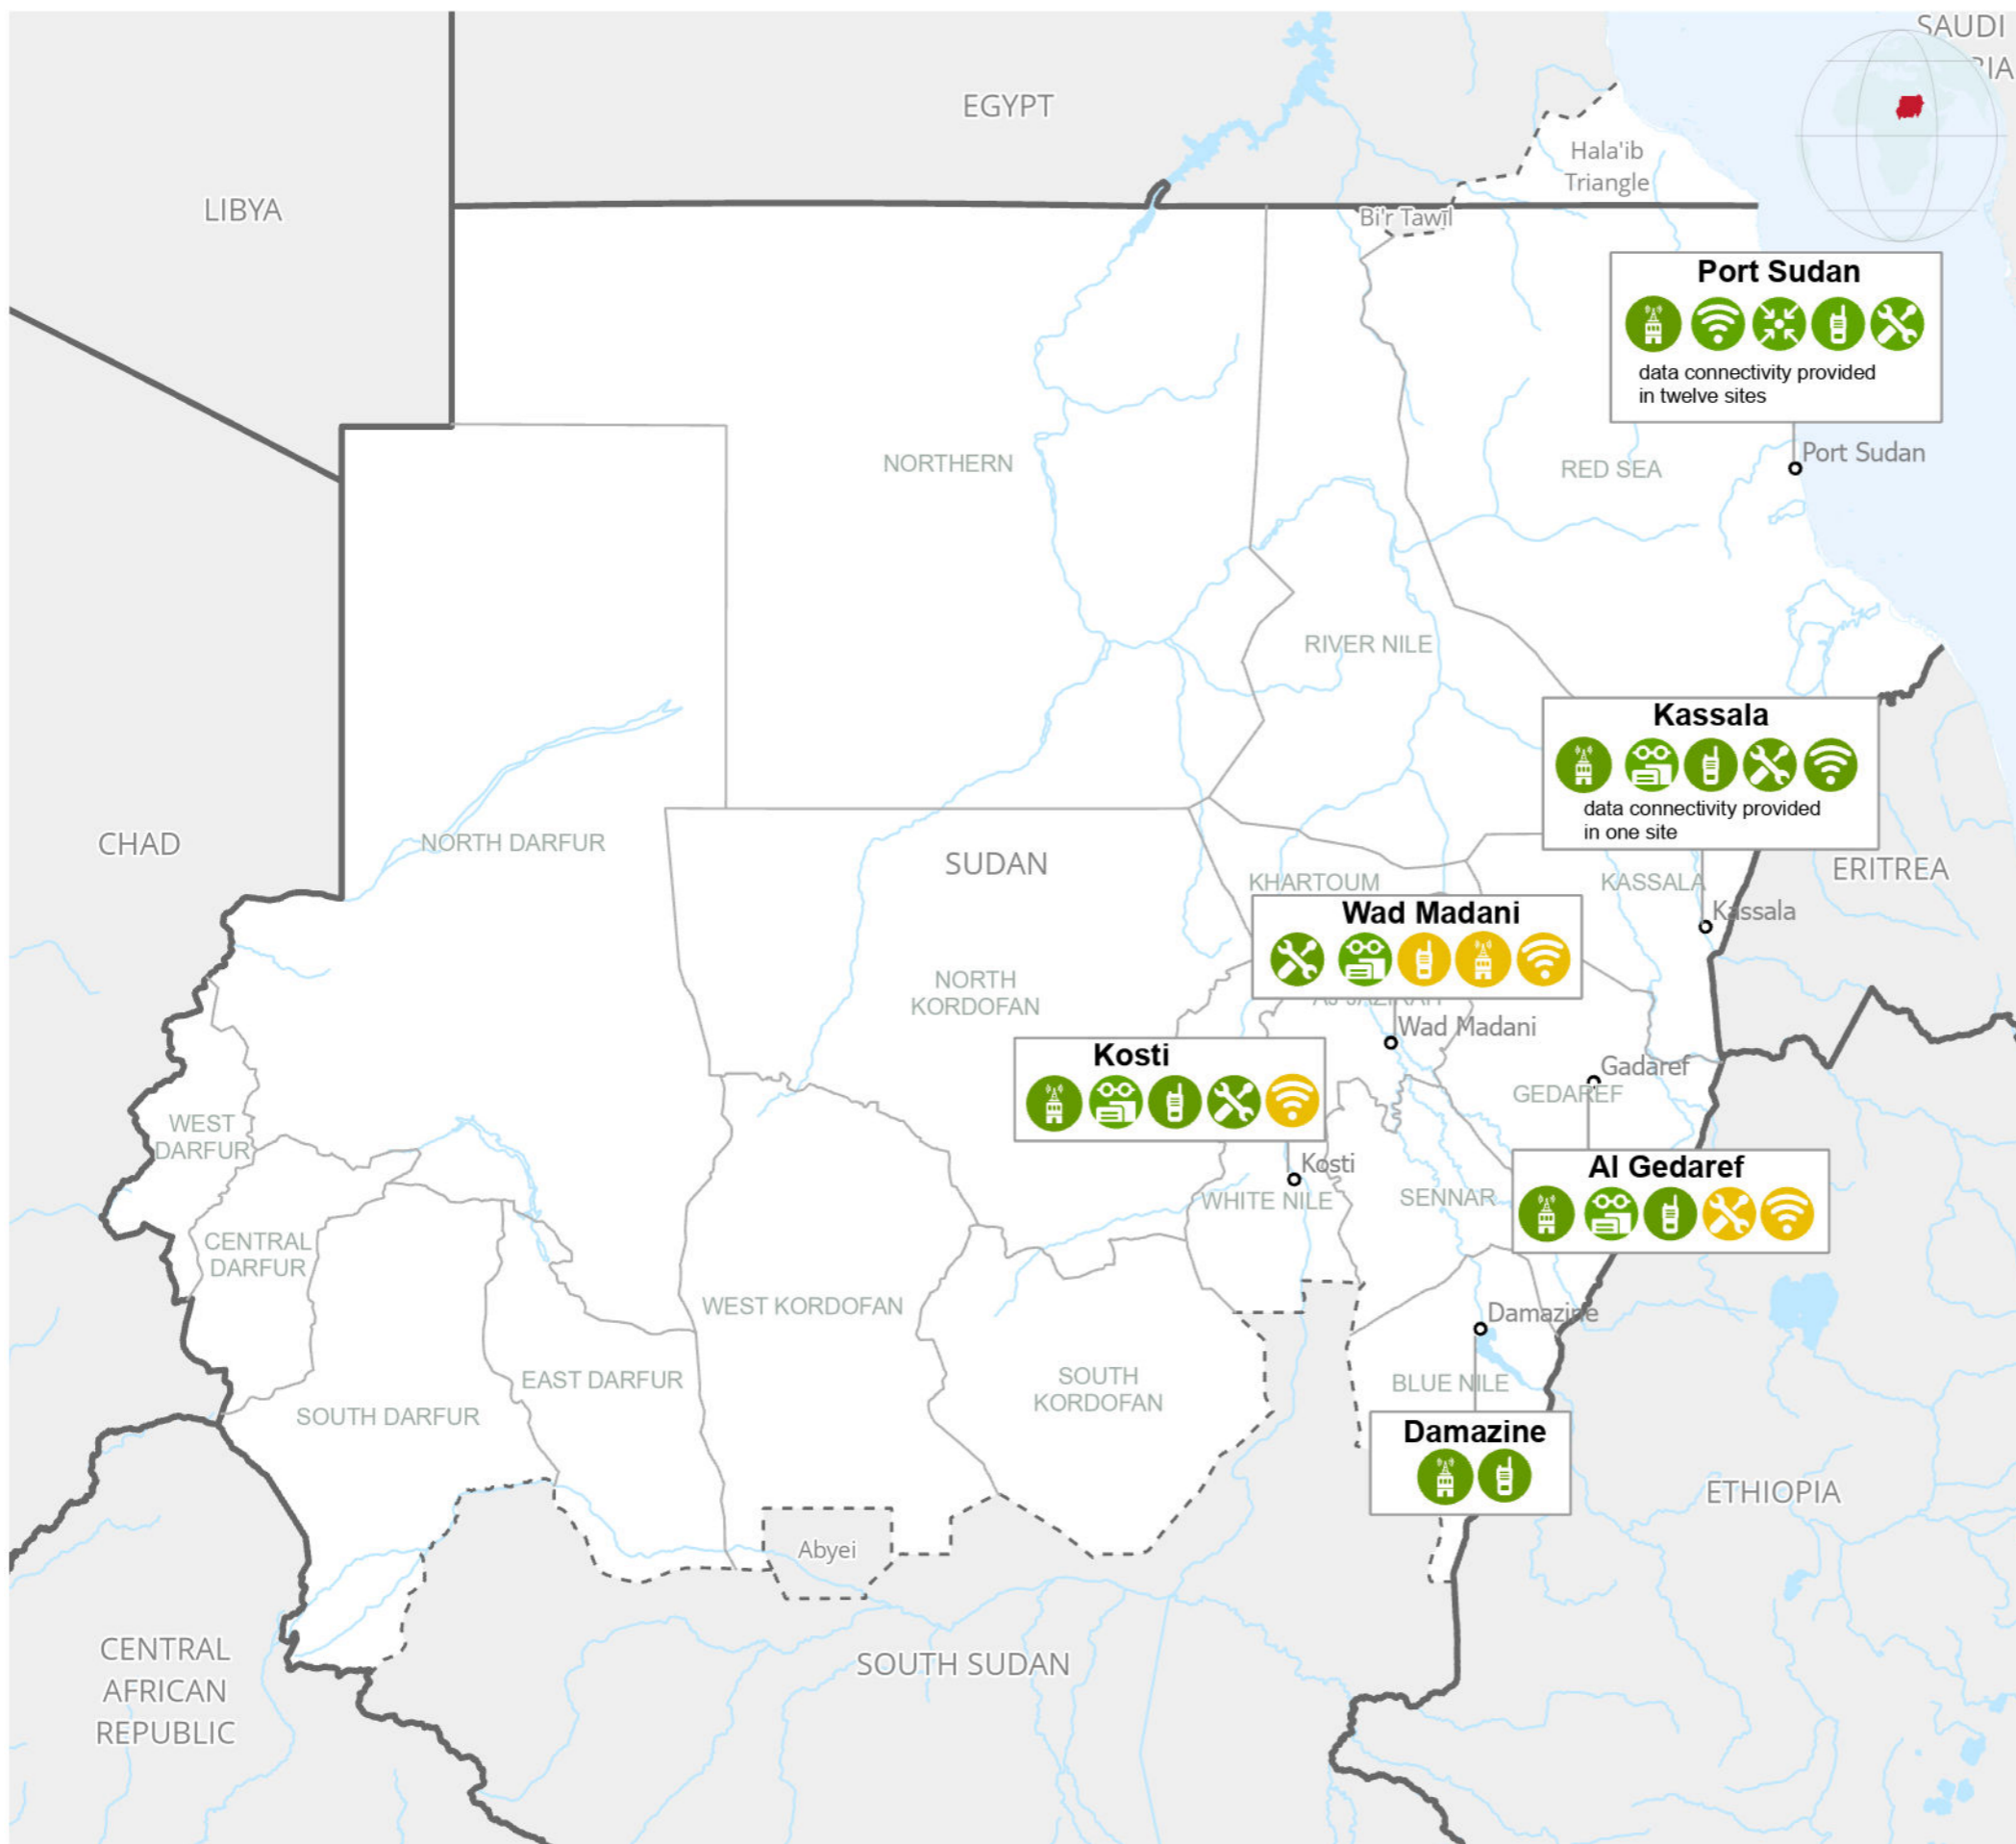 SAUDI
EGYPT
Hala'ib
Triangle
LIBYA
Bi'r Tawīl
Port Sudan
data connectivity provided
in twelve sites
Port Sudan
NORTHERN
RED SEA
RIVER NILE
Kassala
data connectivity provided
in one site
CHAD
NORTH DARFUR
SUDAN
KHARTOUM
KASSALA
ERITREA
Kassala
Wad Madani
NORTH
KORDOFAN
Wad Madani
Kosti
Gadaref
GEDAREF
WEST
DARFUR
Kosti
WHITE NILE
SENNAR
Al Gedaref
CENTRAL
DARFUR
WEST KORDOFAN
Damazine
EAST DARFUR
SOUTH
KORDOFAN
BLUE NILE
SOUTH DARFUR
Damazine
ETHIOPIA
Abyei
CENTRAL
AFRICAN
REPUBLIC
SOUTH SUDAN